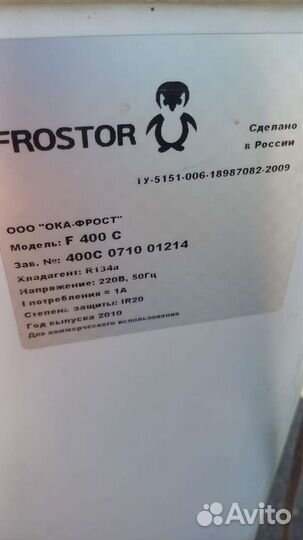 FROSTOR
Сделано
в России
ТУ-5151-006-18987082-2009
ООО "ОКА-ФРОСТ"
Модель: F 400 C
Зав. №: 400C 0710 01214
Хладагент: R134a
Напряжение: 220В, 50Гц
I потребления = 1А
Степень защиты: IR20
Год выпуска 2010
Для коммерческого использования
Avito